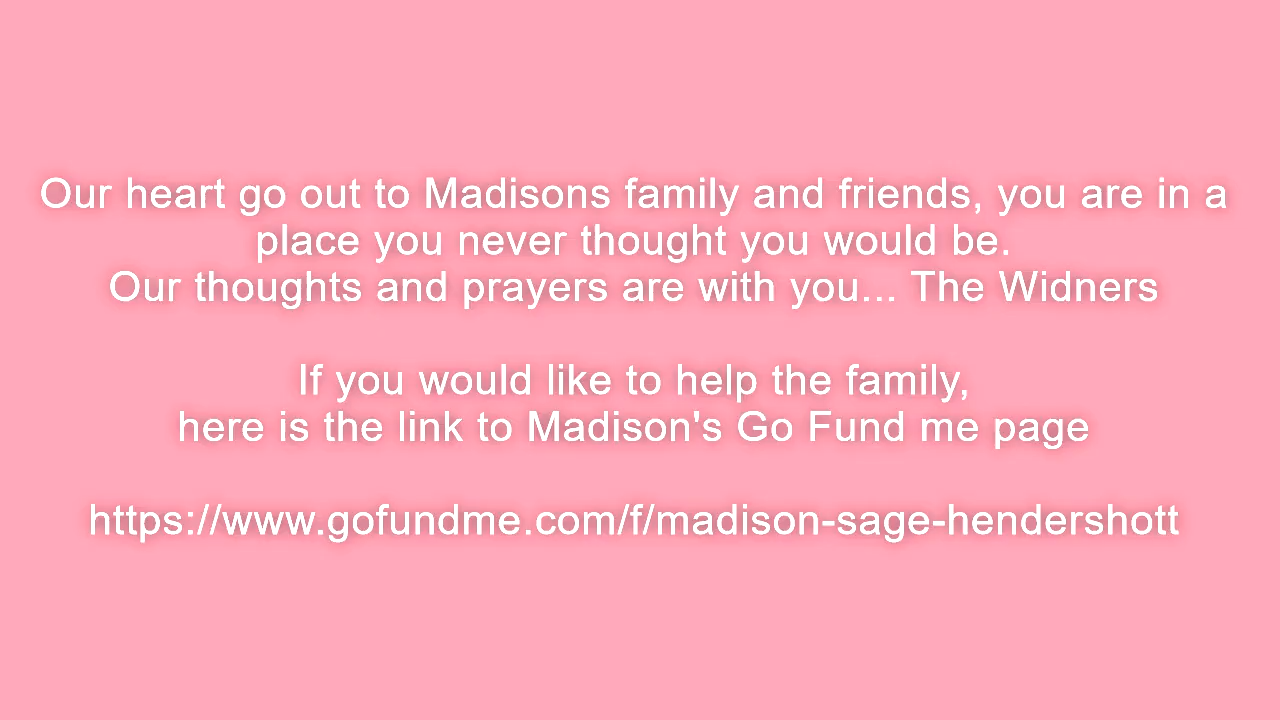 Our heart go out to Madisons family and friends, you are in a
place you never thought you would be.
Our thoughts and prayers are with you... The Widners
If you would like to help the family,
here is the link to Madison's Go Fund me page
https://www.gofundme.com/f/madison-sage-hendershott